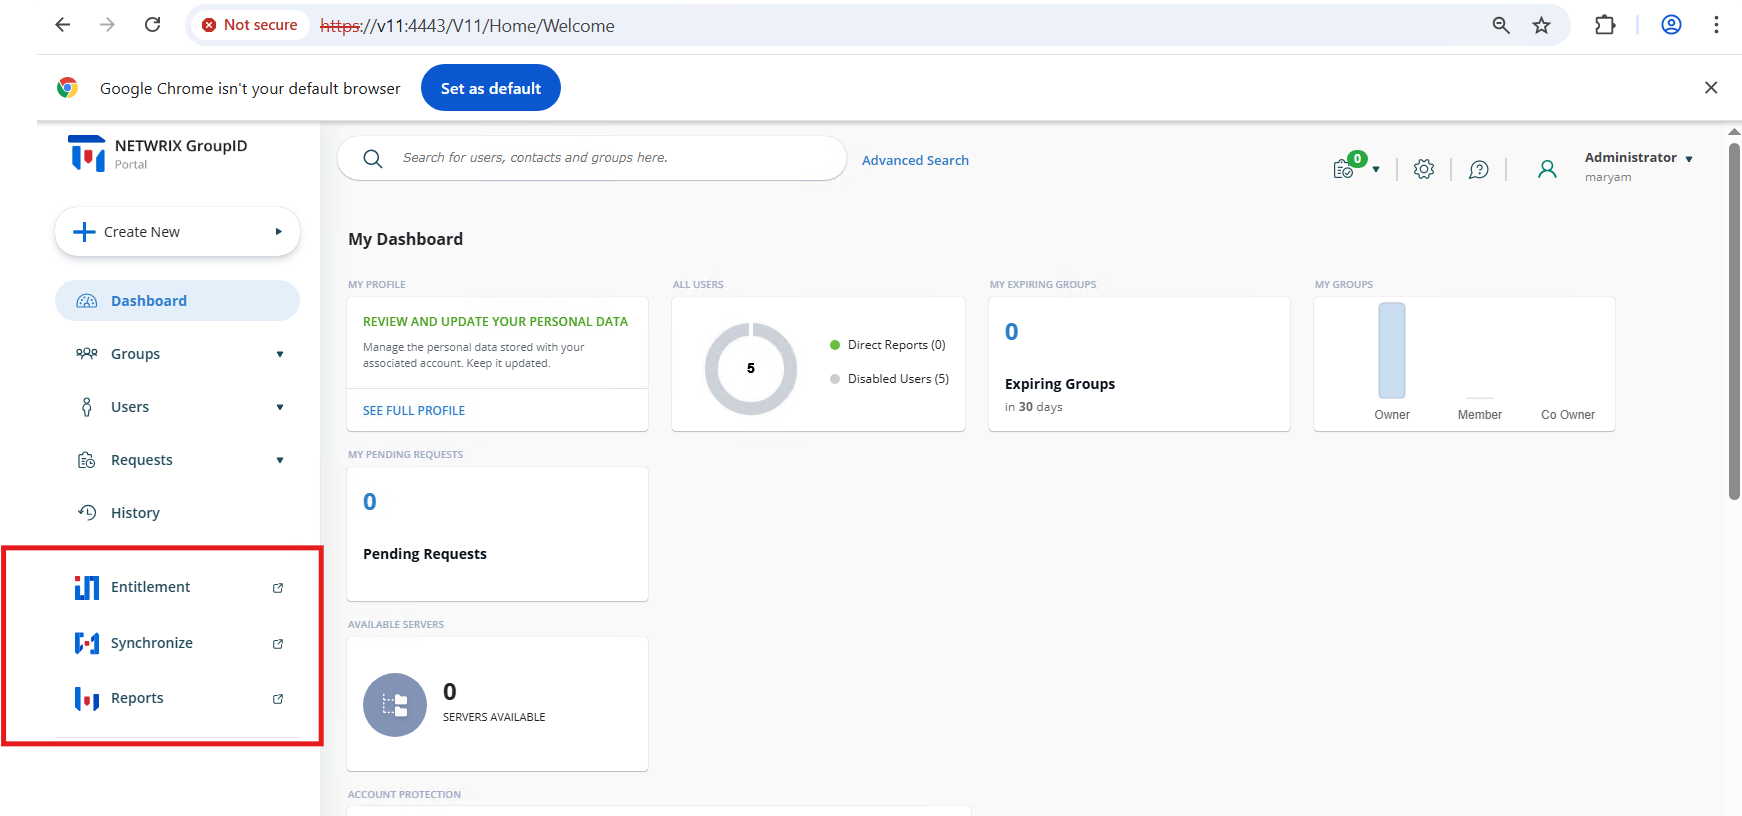 Not secure https://v11:4443/V11/Home/Welcome
Google Chrome isn't your default browser Set as default
NETWRIX GroupID
Portal
Create New
Dashboard
Groups
Users
Requests
History
Entitlement
Synchronize
Reports
Search for users, contacts and groups here.
Advanced Search
0
Administrator
maryam
My Dashboard
MY PROFILE
REVIEW AND UPDATE YOUR PERSONAL DATA
Manage the personal data stored with your
associated account. Keep it updated.
SEE FULL PROFILE
ALL USERS
5
Direct Reports (0)
Disabled Users (5)
MY EXPIRING GROUPS
0
Expiring Groups
in 30 days
MY GROUPS
Owner Member Co Owner
MY PENDING REQUESTS
0
Pending Requests
AVAILABLE SERVERS
0
SERVERS AVAILABLE
ACCOUNT PROTECTION